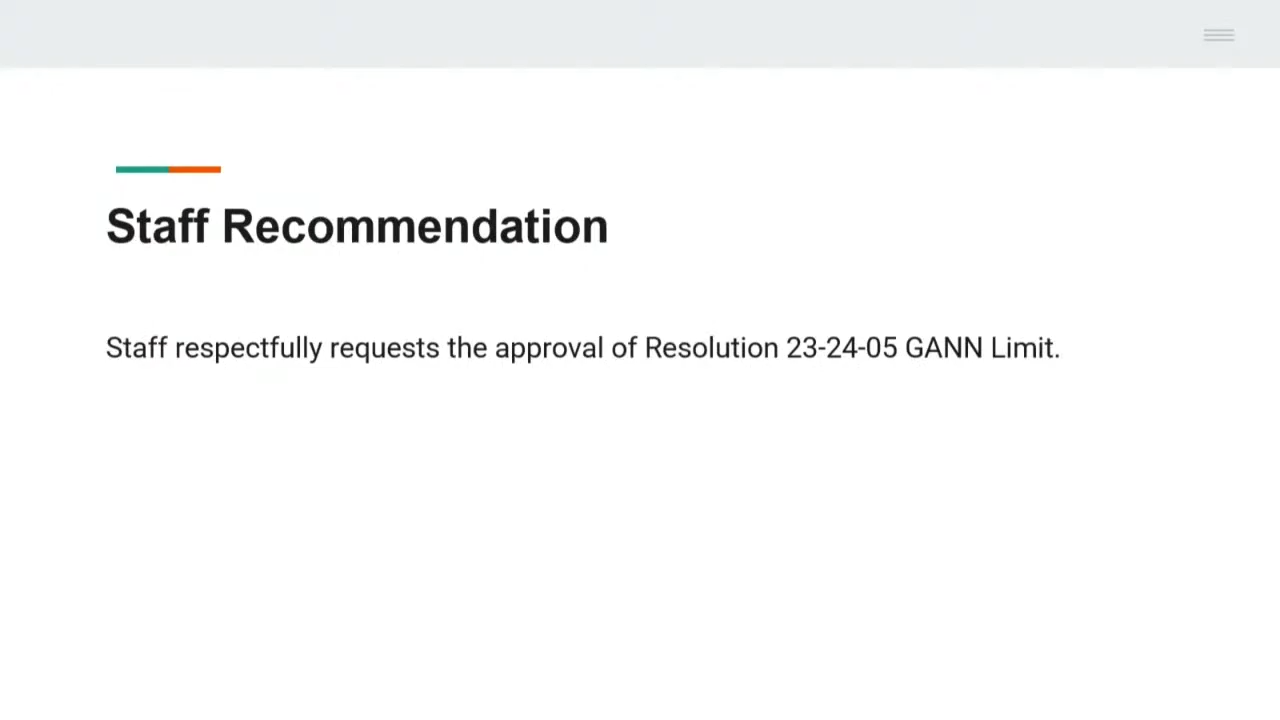 Staff Recommendation
Staff respectfully requests the approval of Resolution 23-24-05 GANN Limit.